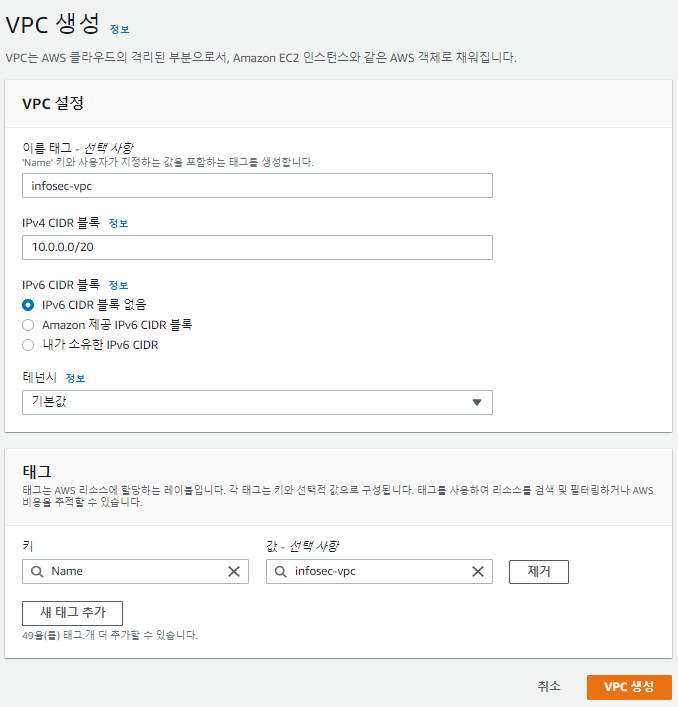 VPC 생성 정보
VPC는 AWS 클라우드의 격리된 부분으로서, Amazon EC2 인스턴스와 같은 AWS 객체로 채워집니다.
VPC 설정
이름 태그 - 선택 사항
'Name' 키와 사용자가 지정하는 값을 포함하는 태그를 생성합니다.
infosec-vpc
IPv4 CIDR 블록 정보
10.0.0.0/20
IPv6 CIDR 블록 정보
IPv6 CIDR 블록 없음
Amazon 제공 IPv6 CIDR 블록
내가 소유한 IPv6 CIDR
테넌시 정보
기본값
태그
태그는 AWS 리소스에 할당하는 레이블입니다. 각 태그는 키와 선택적 값으로 구성됩니다. 태그를 사용하여 리소스를 검색 및 필터링하거나 AWS
비용을 추적할 수 있습니다.
키 값 - 선택 사항
Name infosec-vpc 제거
새 태그 추가
49을(를) 태그.개 더 추가할 수 있습니다.
취소 VPC 생성